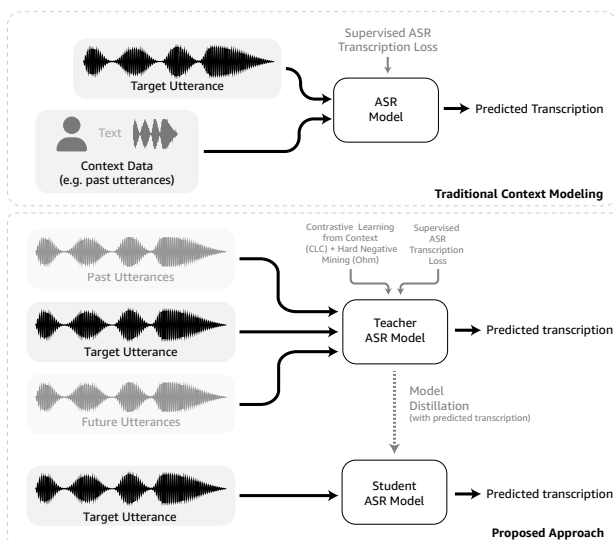 Supervised ASR
Transcription Loss
Target Utterance
ASR
Model
Predicted Transcription
Text
Context Data
(e.g. past utterances)
Traditional Context Modeling
Contrastive Learning
from Context
(CLC) + Hard Negative
Mining (Ohm)
Supervised
ASR
Transcription
Loss
Past Utterances
Target Utterance
Teacher
ASR Model
Predicted transcription
Future Utterances
Model
Distillation
(with predicted transcription)
Target Utterance
Student
ASR Model
Predicted transcription
Proposed Approach